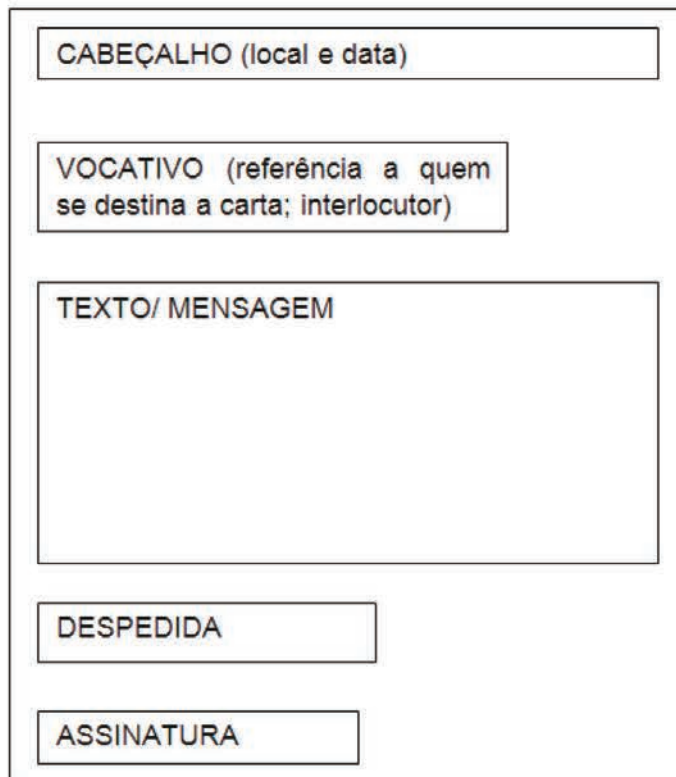 CABEÇALHO (local e data)
VOCATIVO (referência a quem
se destina a carta; interlocutor)
TEXTO/ MENSAGEM
DESPEDIDA
ASSINATURA